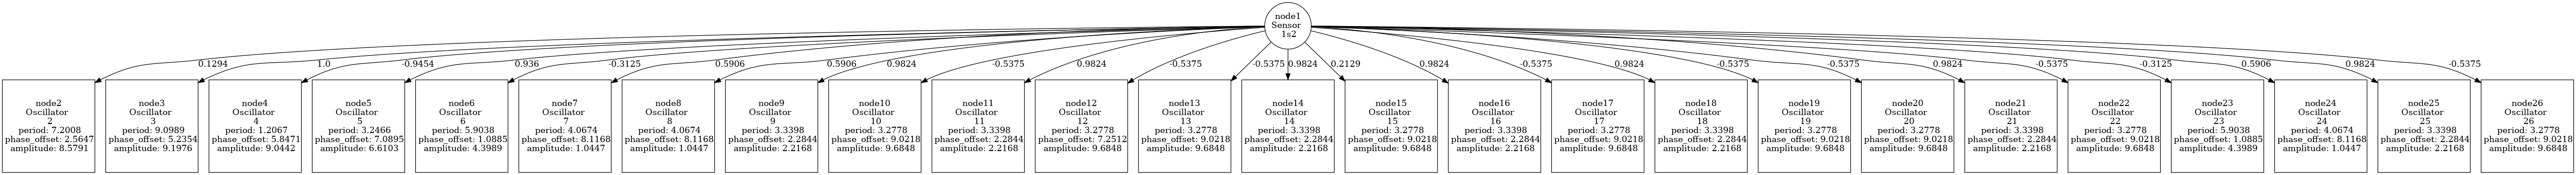 node1
Sensor
1s2
0.1294
1.0
-0.9454
0.936
-0.3125
0.5906
0.5906
0.9824
-0.5375
0.9824
-0.5375
-0.5375
0.9824
0.2129
0.9824
-0.5375
0.9824
-0.5375
-0.5375
0.9824
-0.5375
-0.3125
0.5906
0.9824
-0.5375
node2
Oscillator
2
period: 7.2008
phase_offset: 2.5647
amplitude: 8.5791
node3
Oscillator
3
period: 9.0989
phase_offset: 5.2354
amplitude: 9.1976
node4
Oscillator
4
period: 1.2067
phase_offset: 5.8471
amplitude: 9.0442
node5
Oscillator
5
period: 3.2466
phase_offset: 7.0895
amplitude: 6.6103
node6
Oscillator
6
period: 5.9038
phase_offset: 1.0885
amplitude: 4.3989
node7
Oscillator
7
period: 4.0674
phase_offset: 8.1168
amplitude: 1.0447
node8
Oscillator
8
period: 4.0674
phase_offset: 8.1168
amplitude: 1.0447
node9
Oscillator
9
period: 3.3398
phase_offset: 2.2844
amplitude: 2.2168
node10
Oscillator
10
period: 3.2778
phase_offset: 9.0218
amplitude: 9.6848
node11
Oscillator
11
period: 3.3398
phase_offset: 2.2844
amplitude: 2.2168
node12
Oscillator
12
period: 3.2778
phase_offset: 7.2512
amplitude: 9.6848
node13
Oscillator
13
period: 3.2778
phase_offset: 9.0218
amplitude: 9.6848
node14
Oscillator
14
period: 3.3398
phase_offset: 2.2844
amplitude: 2.2168
node15
Oscillator
15
period: 3.2778
phase_offset: 9.0218
amplitude: 9.6848
node16
Oscillator
16
period: 3.3398
phase_offset: 2.2844
amplitude: 2.2168
node17
Oscillator
17
period: 3.2778
phase_offset: 9.0218
amplitude: 9.6848
node18
Oscillator
18
period: 3.3398
phase_offset: 2.2844
amplitude: 2.2168
node19
Oscillator
19
period: 3.2778
phase_offset: 9.0218
amplitude: 9.6848
node20
Oscillator
20
period: 3.2778
phase_offset: 9.0218
amplitude: 9.6848
node21
Oscillator
21
period: 3.3398
phase_offset: 2.2844
amplitude: 2.2168
node22
Oscillator
22
period: 3.2778
phase_offset: 9.0218
amplitude: 9.6848
node23
Oscillator
23
period: 5.9038
phase_offset: 1.0885
amplitude: 4.3989
node24
Oscillator
24
period: 4.0674
phase_offset: 8.1168
amplitude: 1.0447
node25
Oscillator
25
period: 3.3398
phase_offset: 2.2844
amplitude: 2.2168
node26
Oscillator
26
period: 3.2778
phase_offset: 9.0218
amplitude: 9.6848